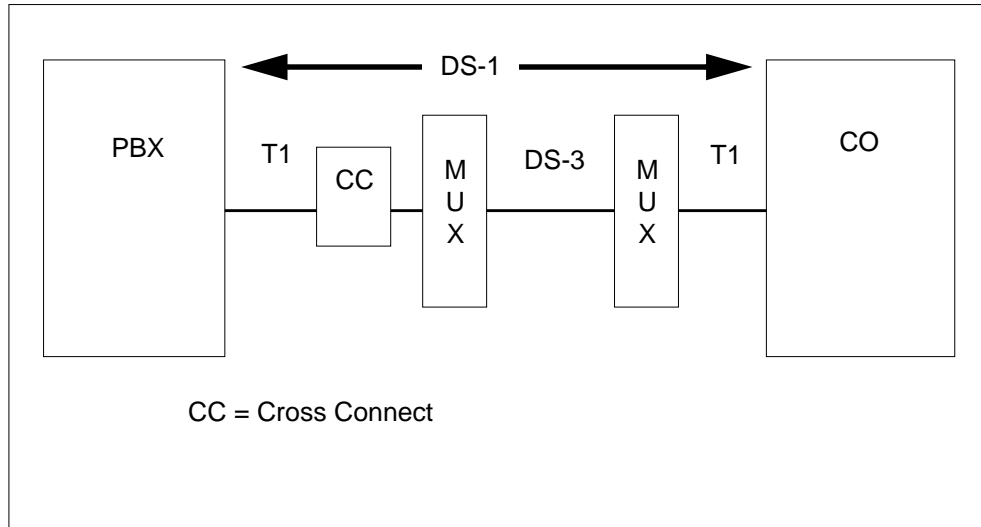 DS-1
PBX
T1
CC
M
U
X
DS-3
M
U
X
T1
CO
CC = Cross Connect